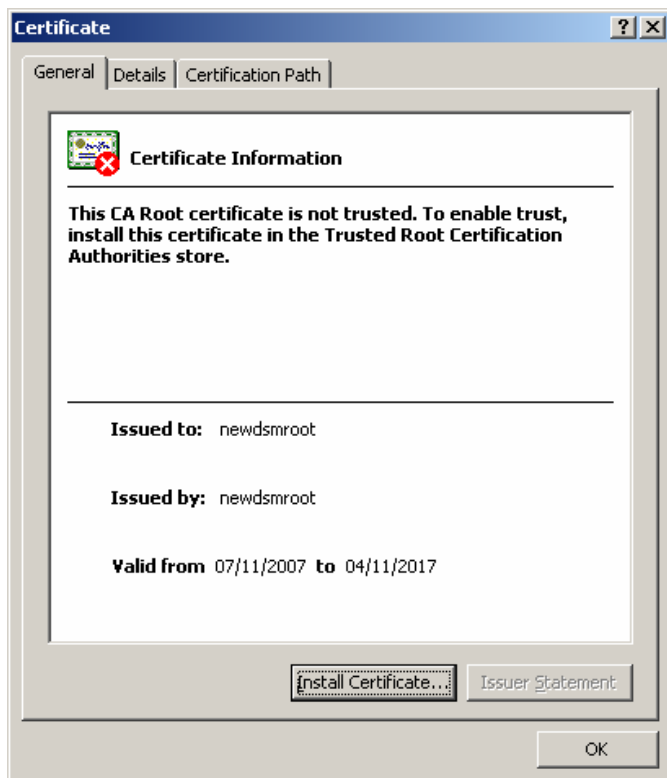 Certificate
General Details Certification Path
Certificate Information
This CA Root certificate is not trusted. To enable trust,
install this certificate in the Trusted Root Certification
Authorities store.
Issued to: newdsmroot
Issued by: newdsmroot
Valid from 07/11/2007 to 04/11/2017
Install Certificate... Issuer Statement
OK